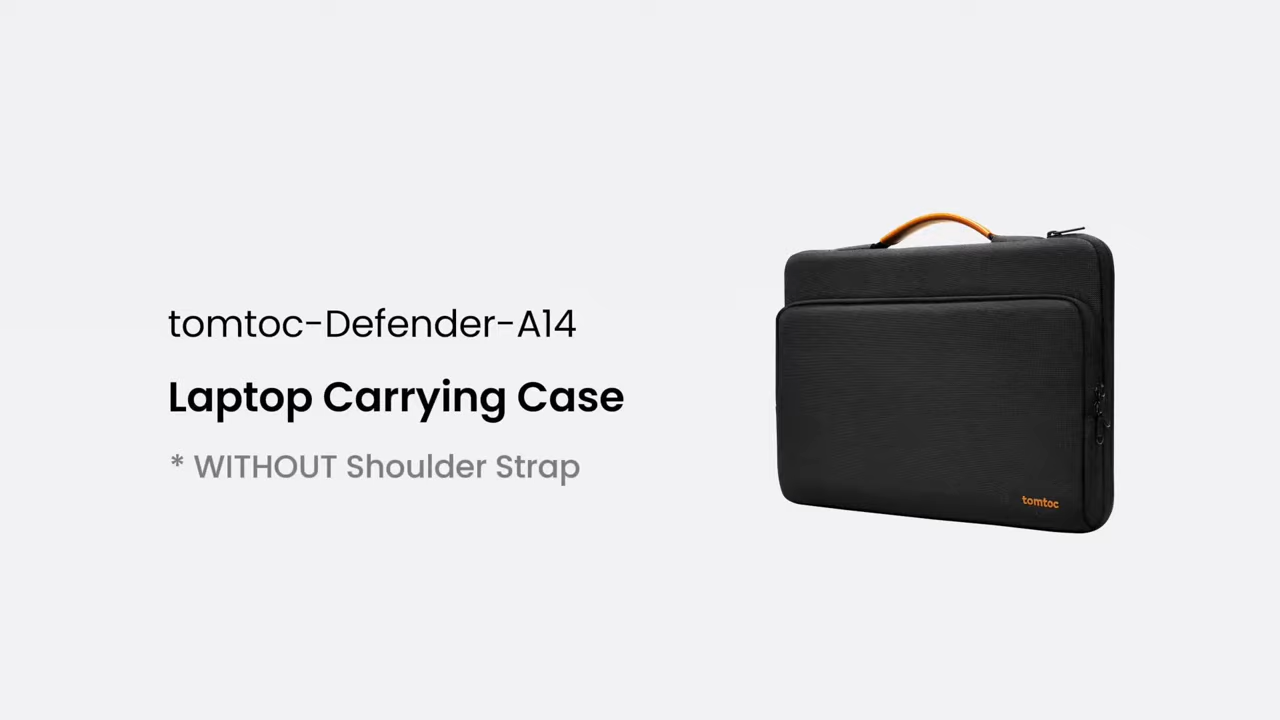 tomtoc-Defender-A14
Laptop Carrying Case
* WITHOUT Shoulder Strap
tomtoc